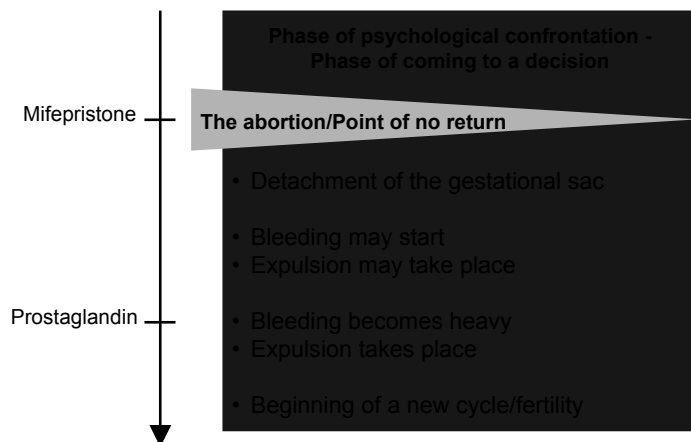 Phase of psychological confrontation -
Phase of coming to a decision
Mifepristone
The abortion/Point of no return
• Detachment of the gestational sac
• Bleeding may start
• Expulsion may take place
Prostaglandin
• Bleeding becomes heavy
• Expulsion takes place
• Beginning of a new cycle/fertility